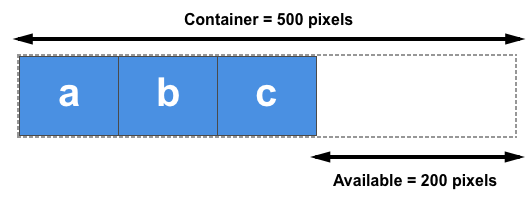 Container = 500 pixels
a b c
Available = 200 pixels